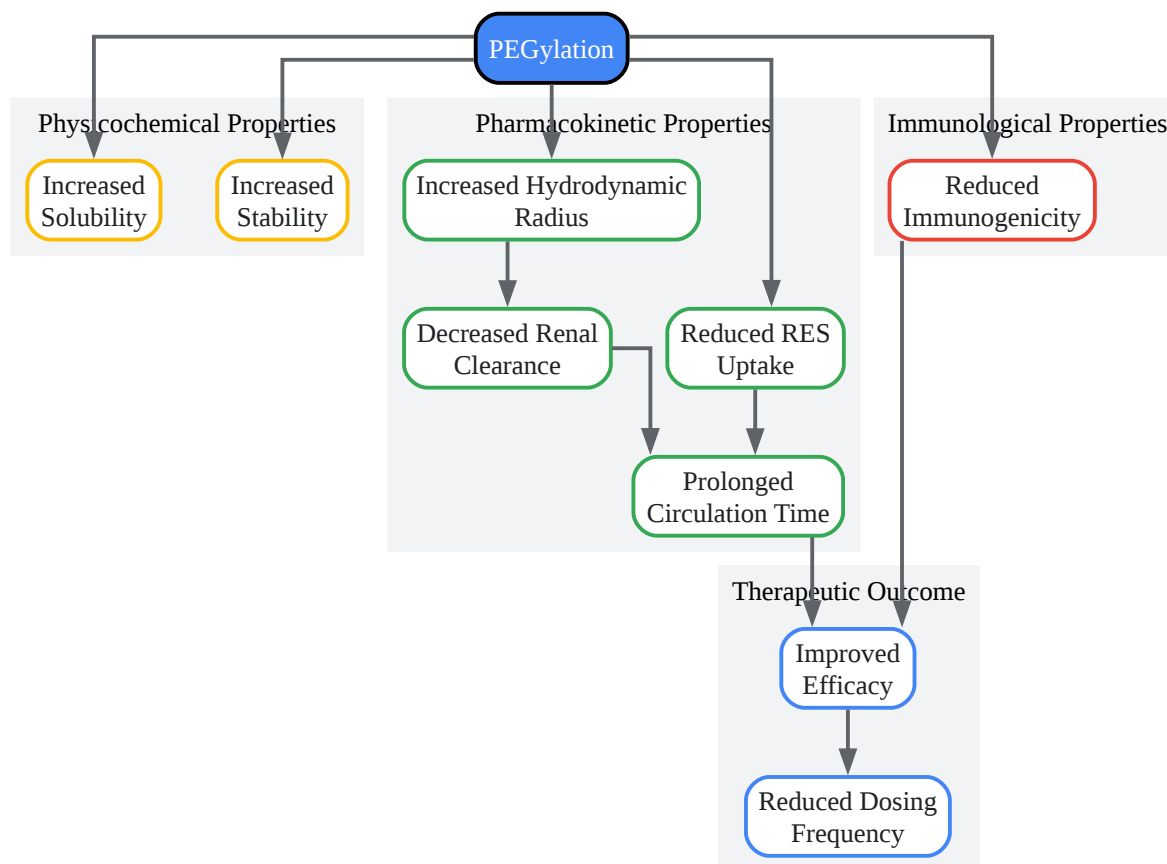 PEGylation
Physicochemical Properties
Pharmacokinetic Properties
Immunological Properties
Increased
Solubility
Increased
Stability
Increased Hydrodynamic
Radius
Reduced
Immunogenicity
Decreased Renal
Clearance
Reduced RES
Uptake
Prolonged
Circulation Time
Therapeutic Outcome
Improved
Efficacy
Reduced Dosing
Frequency